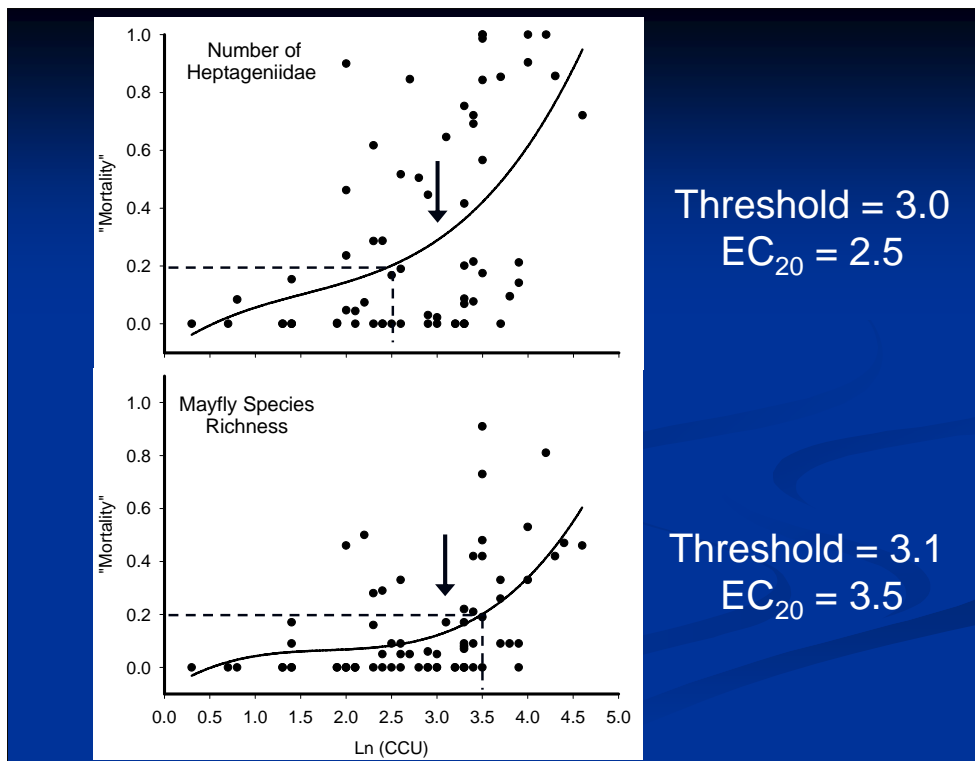 Number of
Heptageniidae
"Mortality"
1.0
0.8
0.6
0.4
0.2
0.0
Threshold = 3.0
EC20 = 2.5
Mayfly Species
Richness
"Mortality"
1.0
0.8
0.6
0.4
0.2
0.0
0.0 0.5 1.0 1.5 2.0 2.5 3.0 3.5 4.0 4.5 5.0
Ln (CCU)
Threshold = 3.1
EC20 = 3.5